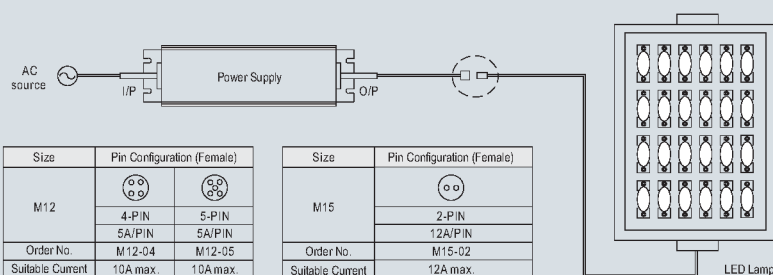 AC
source
I/P
Power Supply
O/P
Size Pin Configuration (Female)
M12
4-PIN 5-PIN
5A/PIN 5A/PIN
Order No. M12-04 M12-05
Suitable Current 10A max. 10A max.
Size Pin Configuration (Female)
M15
2-PIN
12A/PIN
Order No. M15-02
Suitable Current 12A max.
LED Lamp